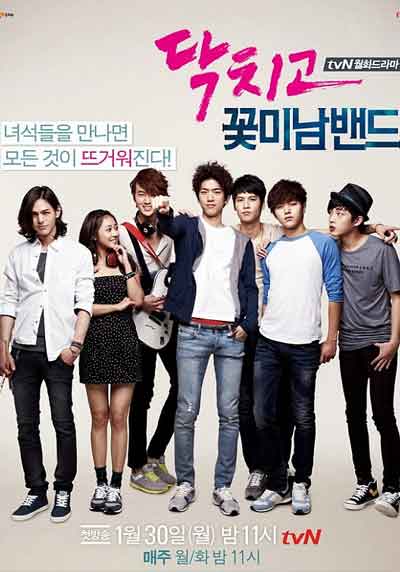 닥치고
tvN 월화드라마
꽃미남밴드
녀석들을 만나면
모든 것이 뜨거워진다!
첫방송 1월 30일(월) 밤 11시 tvN
매주 월/화 밤 11시